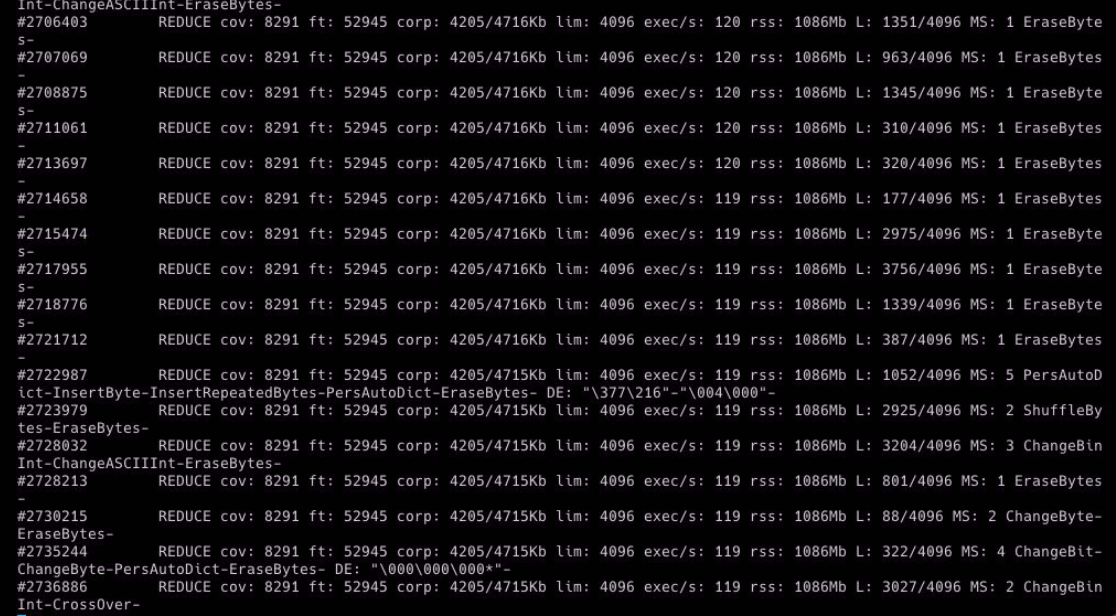 Int-ChangeASCIIInt-EraseBytes-
#2706403 REDUCE cov: 8291 ft: 52945 corp: 4205/4716Kb lim: 4096 exec/s: 120 rss: 1086Mb L: 1351/4096 MS: 1 EraseByte
s-
#2707069 REDUCE cov: 8291 ft: 52945 corp: 4205/4716Kb lim: 4096 exec/s: 120 rss: 1086Mb L: 963/4096 MS: 1 EraseBytes
-
#2708875 REDUCE cov: 8291 ft: 52945 corp: 4205/4716Kb lim: 4096 exec/s: 120 rss: 1086Mb L: 1345/4096 MS: 1 EraseByte
s-
#2711061 REDUCE cov: 8291 ft: 52945 corp: 4205/4716Kb lim: 4096 exec/s: 120 rss: 1086Mb L: 310/4096 MS: 1 EraseBytes
-
#2713697 REDUCE cov: 8291 ft: 52945 corp: 4205/4716Kb lim: 4096 exec/s: 120 rss: 1086Mb L: 320/4096 MS: 1 EraseBytes
-
#2714658 REDUCE cov: 8291 ft: 52945 corp: 4205/4716Kb lim: 4096 exec/s: 119 rss: 1086Mb L: 177/4096 MS: 1 EraseBytes
-
#2715474 REDUCE cov: 8291 ft: 52945 corp: 4205/4716Kb lim: 4096 exec/s: 119 rss: 1086Mb L: 2975/4096 MS: 1 EraseByte
s-
#2717955 REDUCE cov: 8291 ft: 52945 corp: 4205/4716Kb lim: 4096 exec/s: 119 rss: 1086Mb L: 3756/4096 MS: 1 EraseByte
s-
#2718776 REDUCE cov: 8291 ft: 52945 corp: 4205/4716Kb lim: 4096 exec/s: 119 rss: 1086Mb L: 1339/4096 MS: 1 EraseByte
s-
#2721712 REDUCE cov: 8291 ft: 52945 corp: 4205/4716Kb lim: 4096 exec/s: 119 rss: 1086Mb L: 387/4096 MS: 1 EraseBytes
-
#2722987 REDUCE cov: 8291 ft: 52945 corp: 4205/4715Kb lim: 4096 exec/s: 119 rss: 1086Mb L: 1052/4096 MS: 5 PersAutoD
ict-InsertByte-InsertRepeatedBytes-PersAutoDict-EraseBytes- DE: "\377\216"-"\004\000"-
#2723979 REDUCE cov: 8291 ft: 52945 corp: 4205/4715Kb lim: 4096 exec/s: 119 rss: 1086Mb L: 2925/4096 MS: 2 ShuffleBy
tes-EraseBytes-
#2728032 REDUCE cov: 8291 ft: 52945 corp: 4205/4715Kb lim: 4096 exec/s: 119 rss: 1086Mb L: 3204/4096 MS: 3 ChangeBin
Int-ChangeASCIIInt-EraseBytes-
#2728213 REDUCE cov: 8291 ft: 52945 corp: 4205/4715Kb lim: 4096 exec/s: 119 rss: 1086Mb L: 801/4096 MS: 1 EraseBytes
-
#2730215 REDUCE cov: 8291 ft: 52945 corp: 4205/4715Kb lim: 4096 exec/s: 119 rss: 1086Mb L: 88/4096 MS: 2 ChangeByte-
EraseBytes-
#2735244 REDUCE cov: 8291 ft: 52945 corp: 4205/4715Kb lim: 4096 exec/s: 119 rss: 1086Mb L: 322/4096 MS: 4 ChangeBit-
ChangeByte-PersAutoDict-EraseBytes- DE: "\000\000\000*"-
#2736886 REDUCE cov: 8291 ft: 52945 corp: 4205/4715Kb lim: 4096 exec/s: 119 rss: 1086Mb L: 3027/4096 MS: 2 ChangeBin
Int-CrossOver-